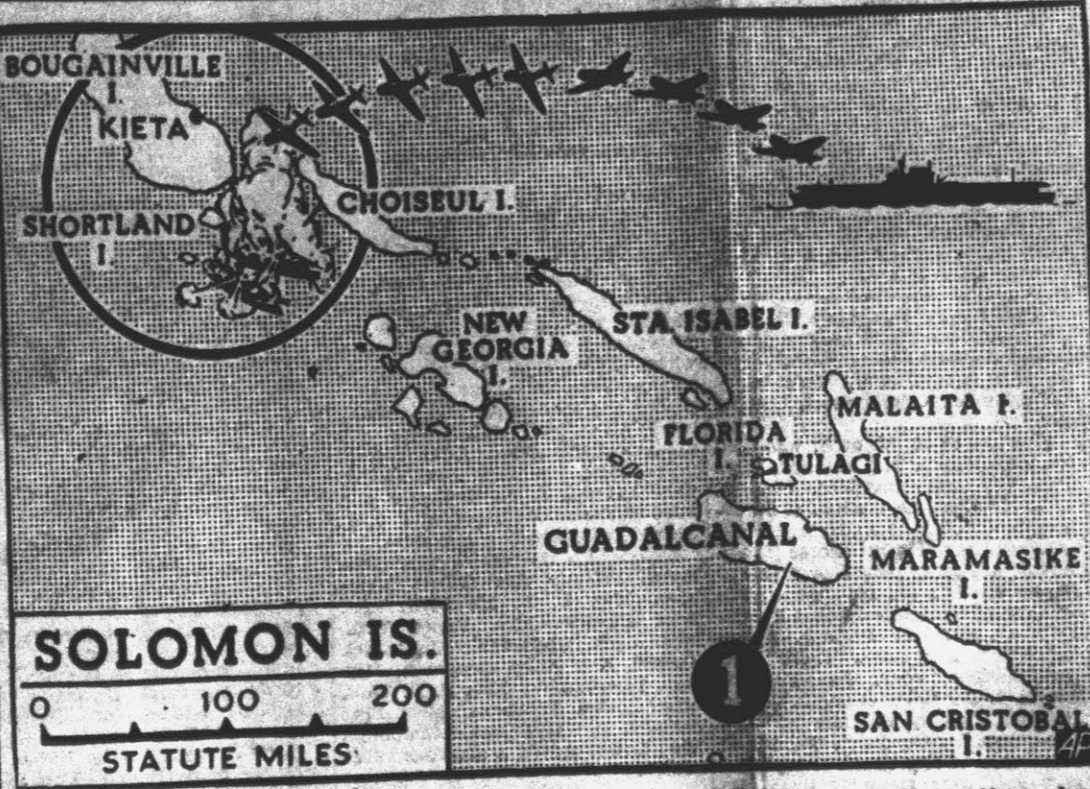 BOUGAINVILLE
I.
KIETA
SHORTLAND
I.
CHOISEUL I.
NEW
GEORGIA
I.
STA. ISABEL I.
MALAITA I.
FLORIDA
I.
TULAGI
GUADALCANAL
MARAMASIKE
I.
1
SAN CRISTOBAL
I.
AP
SOLOMON IS.
0 100 200
STATUTE MILES